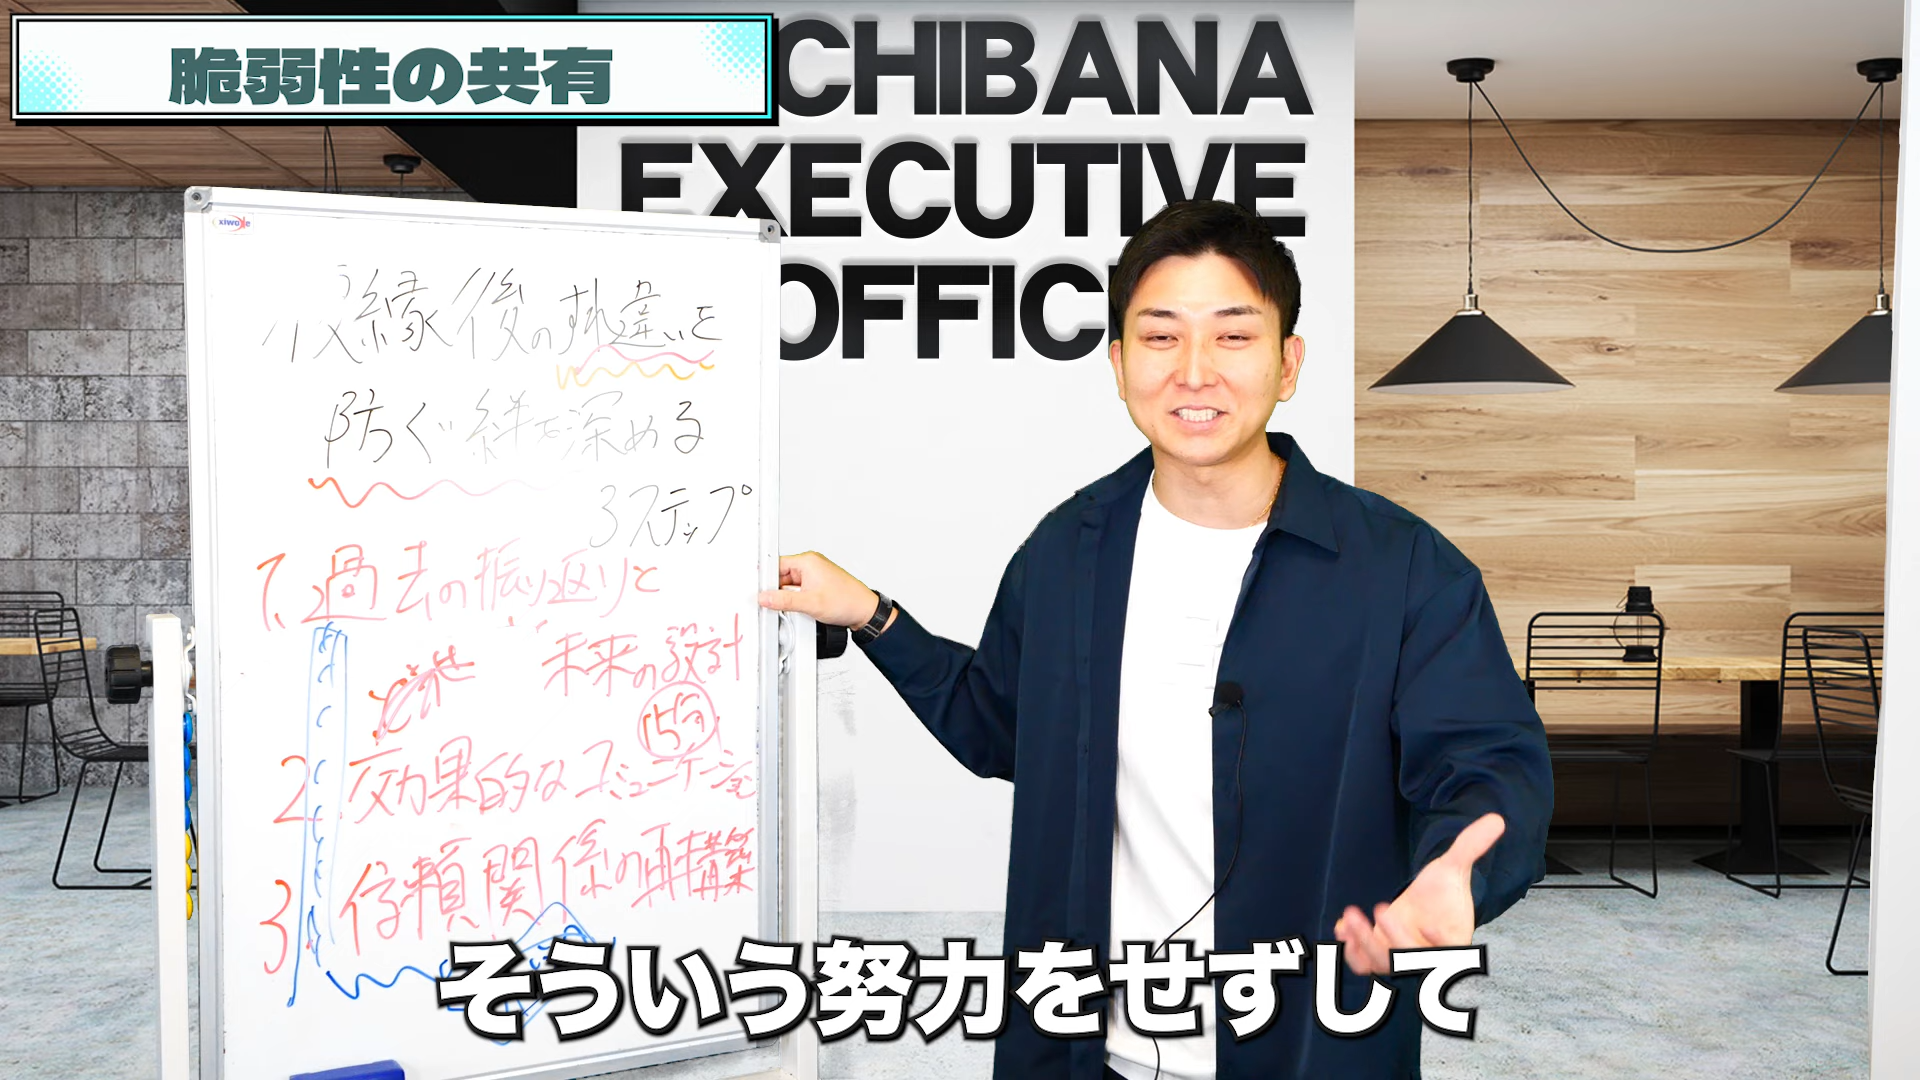 脆弱性の共有
CHIBANA
EXECUTIVE
OFFIC
復縁後のすれ違いを
防ぐ絆を深める
3ステップ
1.過去の振り返りと
未来の設計
15分
2.効果的なコミュニケーション
3.信頼関係の再構築
そういう努力をせずして